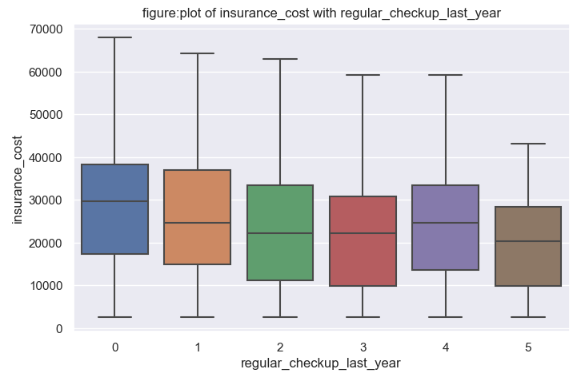 figure:plot of insurance_cost with regular_checkup_last_year
70000
60000
50000
40000
30000
20000
10000
0
insurance_cost
0 1 2 3 4 5
regular_checkup_last_year